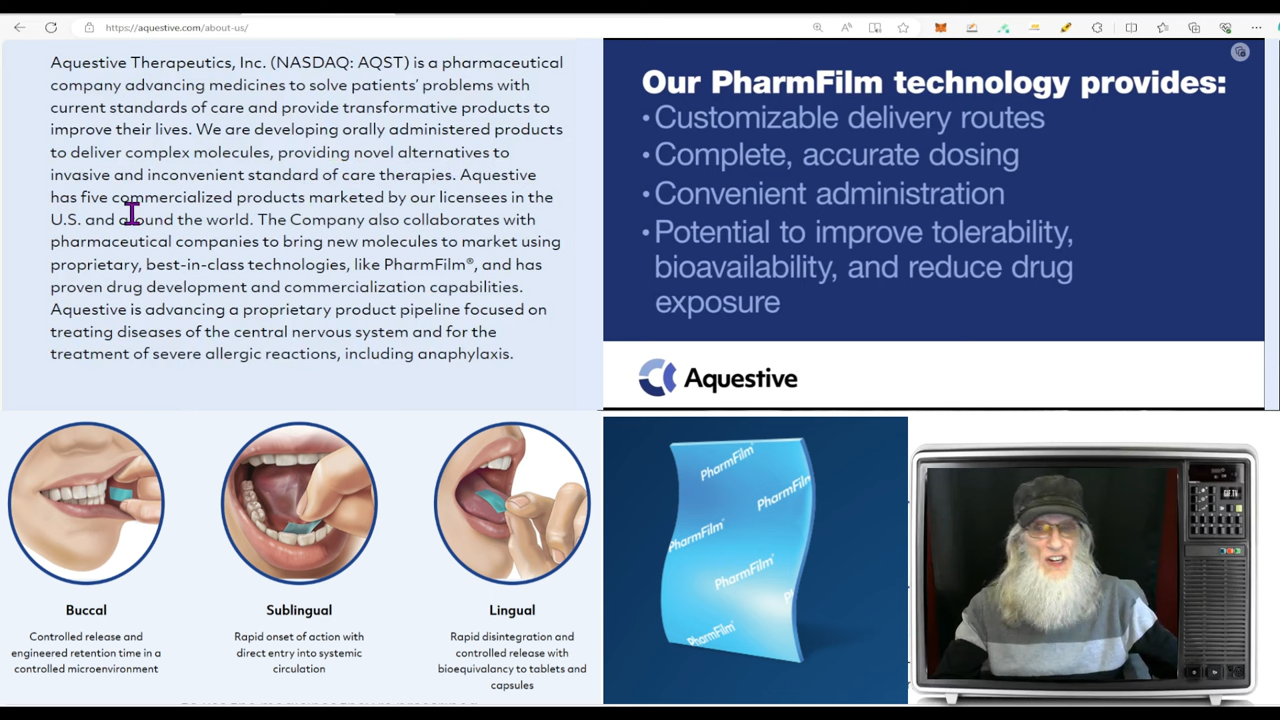 https://aquestive.com/about-us/
Aquestive Therapeutics, Inc. (NASDAQ: AQST) is a pharmaceutical
company advancing medicines to solve patients' problems with
current standards of care and provide transformative products to
improve their lives. We are developing orally administered products
to deliver complex molecules, providing novel alternatives to
invasive and inconvenient standard of care therapies. Aquestive
has five commercialized products marketed by our licensees in the
U.S. and around the world. The Company also collaborates with
pharmaceutical companies to bring new molecules to market using
proprietary, best-in-class technologies, like PharmFilm®, and has
proven drug development and commercialization capabilities.
Aquestive is advancing a proprietary product pipeline focused on
treating diseases of the central nervous system and for the
treatment of severe allergic reactions, including anaphylaxis.
Our PharmFilm technology provides:
•Customizable delivery routes
•Complete, accurate dosing
•Convenient administration
•Potential to improve tolerability,
bioavailability, and reduce drug
exposure
Aquestive
Buccal
Controlled release and
engineered retention time in a
controlled microenvironment
Sublingual
Rapid onset of action with
direct entry into systemic
circulation
Lingual
Rapid disintegration and
controlled release with
bioequivalency to tablets and
capsules
PharmFilm®
PharmFilm
PharmFilm®
PharmFilm®
PharmFilm®
GIF.TV